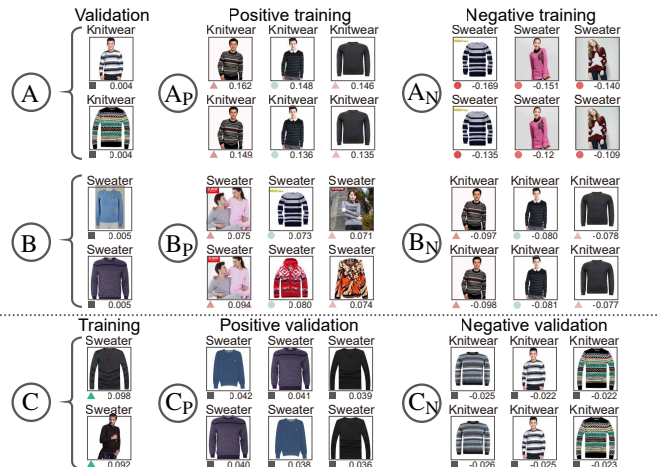 Validation Positive training Negative training
Knitwear Knitwear Knitwear Knitwear Sweater Sweater Sweater
0.004 0.162 0.148 0.146 -0.169 -0.151 -0.140
A AP AN
Knitwear Knitwear Knitwear Knitwear Sweater Sweater Sweater
0.004 0.149 0.136 0.135 -0.135 -0.12 -0.109
Sweater Sweater Sweater Sweater Knitwear Knitwear Knitwear
0.005 0.075 0.073 0.071 -0.097 -0.080 -0.078
B BP BN
Sweater Sweater Sweater Sweater Knitwear Knitwear Knitwear
0.005 0.094 0.080 0.074 -0.098 -0.081 -0.077
Training Positive validation Negative validation
Sweater Sweater Sweater Sweater Knitwear Knitwear Knitwear
0.098 0.042 0.041 0.039 -0.025 -0.022 -0.022
C CP CN
Sweater Sweater Sweater Sweater Knitwear Knitwear Knitwear
0.092 0.040 0.038 0.036 -0.026 -0.025 -0.023